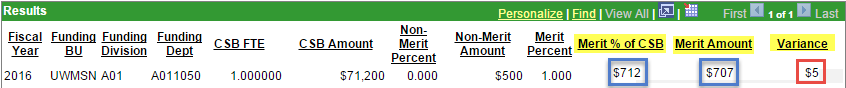 Results Personalize | Find | View All | | First 1 of 1 Last
Fiscal Year Funding BU Funding Division Funding Dept CSB FTE CSB Amount Non-Merit Percent Non-Merit Amount Merit Percent Merit % of CSB Merit Amount Variance
2016 UWMSN A01 A011050 1.000000 $71,200 0.000 $500 1.000 $712 $707 $5